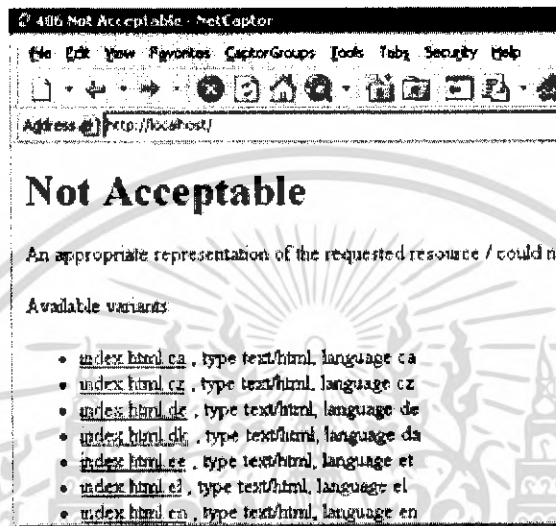 406 Not Acceptable - NetCaptor
File Edit View Favorites CaptorGroups Tools Tabs Security Help
Address http://localhost/
Not Acceptable
An appropriate representation of the requested resource / could n
Available variants:
• index.html.ca , type text/html, language ca
• index.html.cz , type text/html, language cz
• index.html.de , type text/html, language de
• index.html.dk , type text/html, language da
• index.html.ee , type text/html, language et
• index.html.el , type text/html, language el
• index.html.en , type text/html, language en